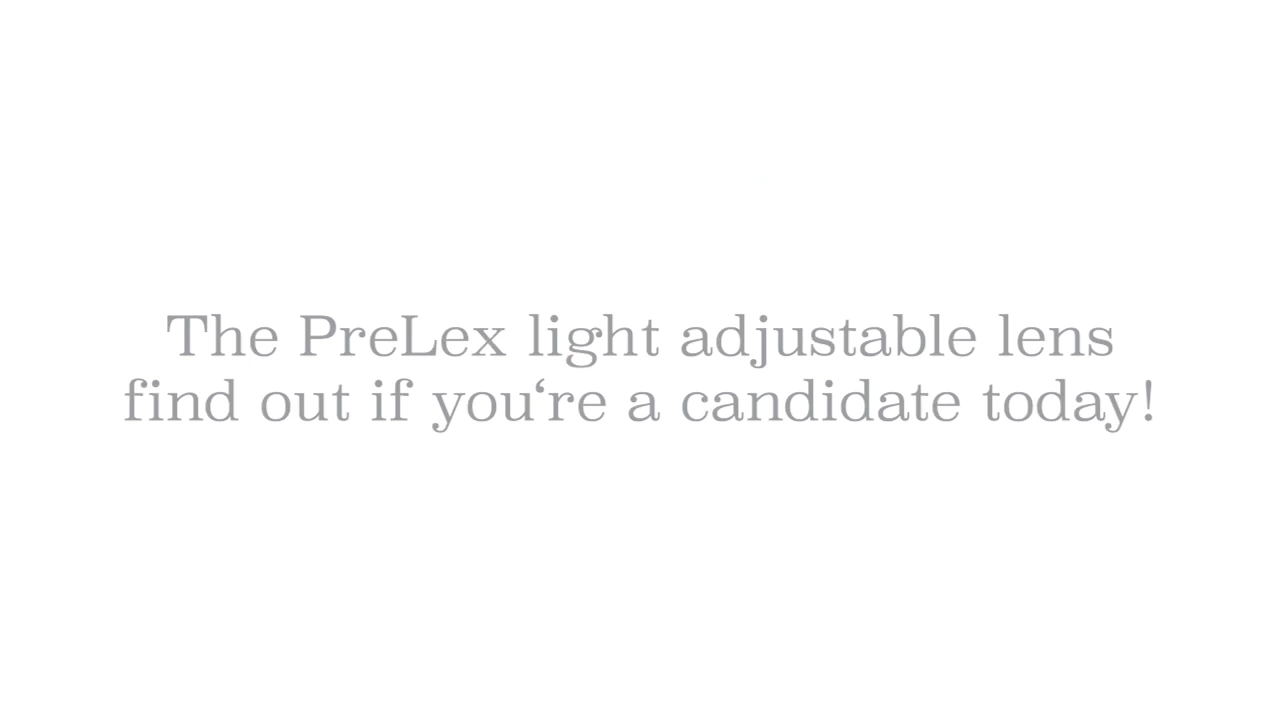 The PreLex light adjustable lens
find out if you‘re a candidate today!